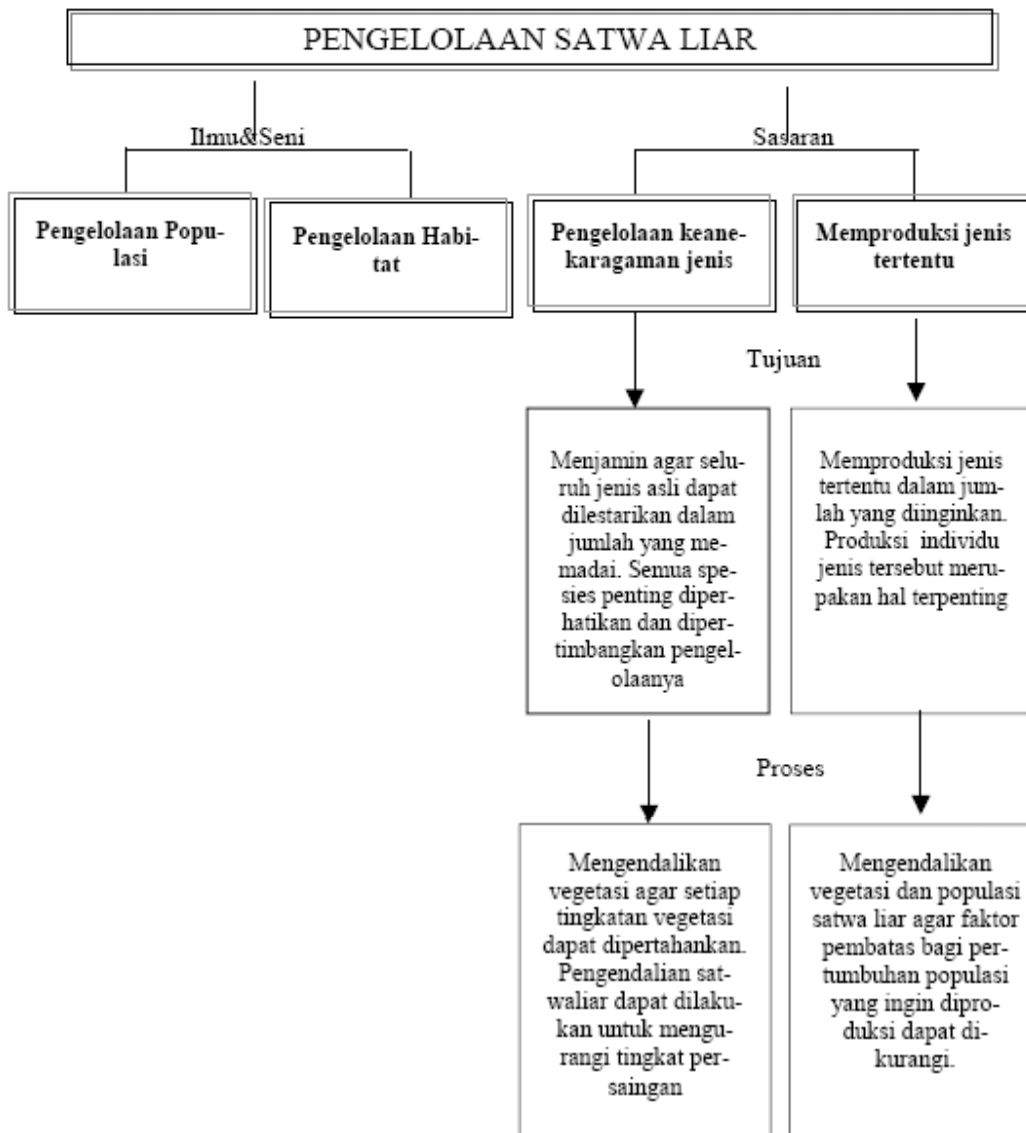 PENGELOLAAN SATWA LIAR
Ilmu&Seni
Sasaran
Pengelolaan Popu-
lasi
Pengelolaan Habi-
tat
Pengelolaan keane-
karagaman jenis
Memproduksi jenis
tertentu
Tujuan
Menjamin agar selu-
ruh jenis asli dapat
dilestarikan dalam
jumlah yang me-
madai. Semua spe-
sies penting diper-
hatikan dan diper-
timbangkan pengel-
olaanya
Memproduksi jenis
tertentu dalam jum-
lah yang diinginkan.
Produksi individu
jenis tersebut meru-
pakan hal terpenting
Proses
Mengendalikan
vegetasi agar setiap
tingkatan vegetasi
dapat dipertahankan.
Pengendalian sat-
waliar dapat dilaku-
kan untuk mengu-
rangi tingkat per-
saingan
Mengendalikan
vegetasi dan populasi
satwa liar agar faktor
pembatas bagi per-
tumbuhan populasi
yang ingin dipro-
duksi dapat di-
kurangi.